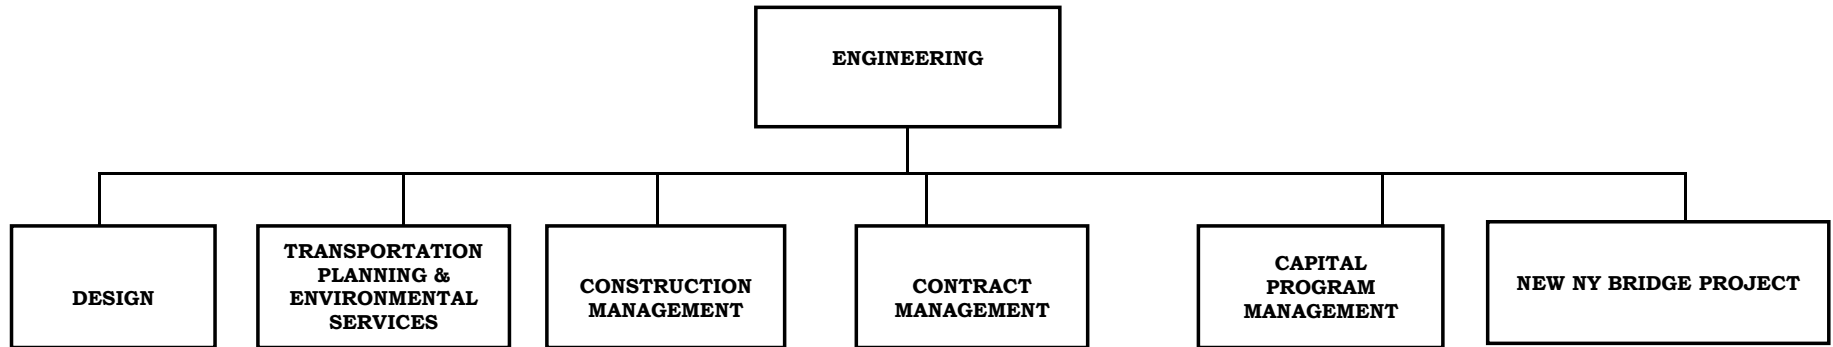 ENGINEERING
DESIGN
TRANSPORTATION
PLANNING &
ENVIRONMENTAL
SERVICES
CONSTRUCTION
MANAGEMENT
CONTRACT
MANAGEMENT
CAPITAL
PROGRAM
MANAGEMENT
NEW NY BRIDGE PROJECT